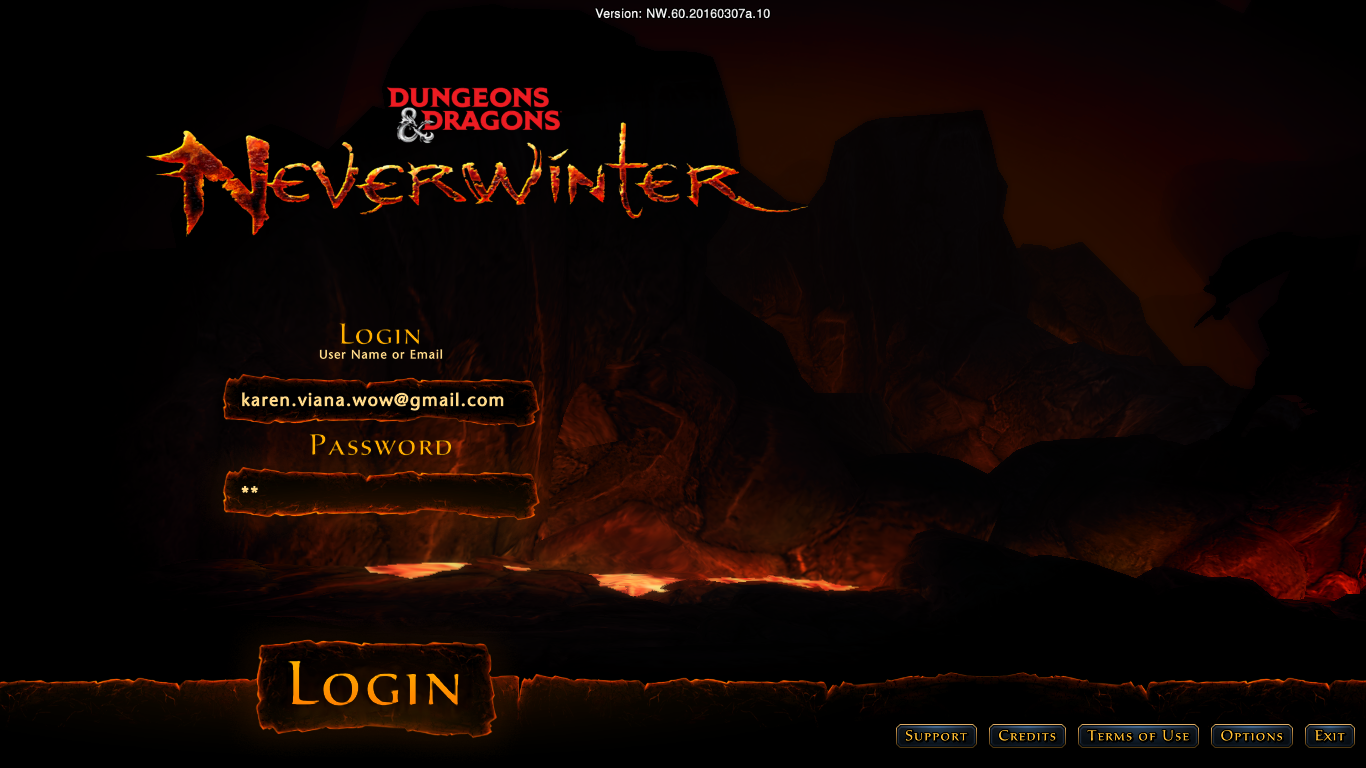 Version: NW.60.20160307a.10
DUNGEONS
& DRAGONS
NEVERWINTER
LOGIN
User Name or Email
karen.viana.wow@gmail.com
PASSWORD
**
LOGIN
SUPPORT
CREDITS
TERMS OF USE
OPTIONS
EXIT